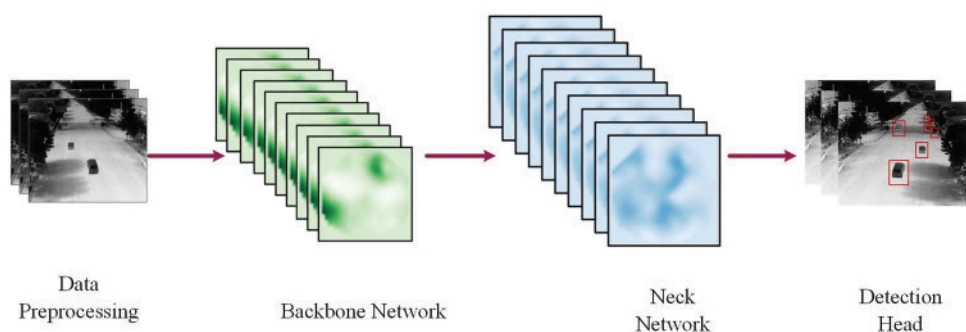 Data
Preprocessing
Backbone Network
Neck
Network
Detection
Head